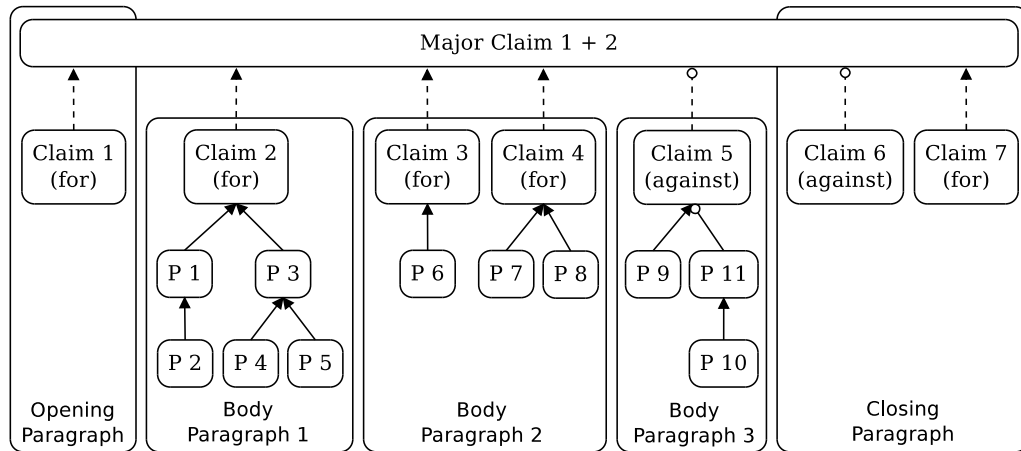 Major Claim 1 + 2
Claim 1
(for)
Claim 2
(for)
Claim 3
(for)
Claim 4
(for)
Claim 5
(against)
Claim 6
(against)
Claim 7
(for)
P 1
P 3
P 6
P 7
P 8
P 9
P 11
P 2
P 4
P 5
P 10
Opening
Paragraph
Body
Paragraph 1
Body
Paragraph 2
Body
Paragraph 3
Closing
Paragraph